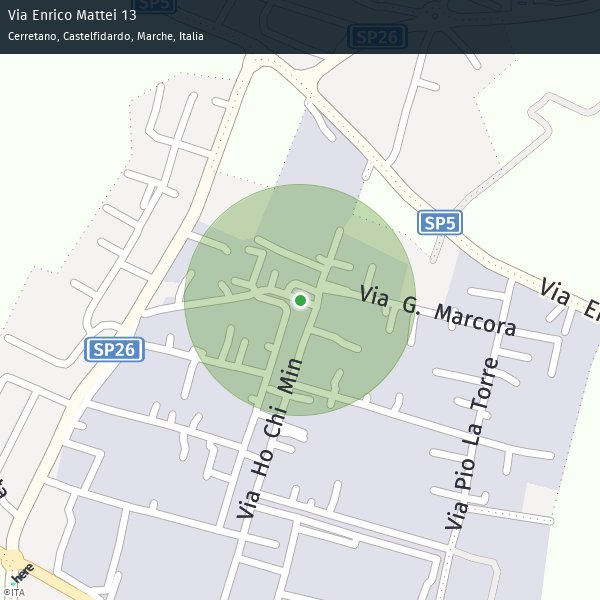 Via Enrico Mattei 13
Cerretano, Castelfidardo, Marche, Italia
SP5
SP26
SP5
Via G. Marcora
SP26
Via Ho Chi Min
Via Pio La Torre
here
©ITA